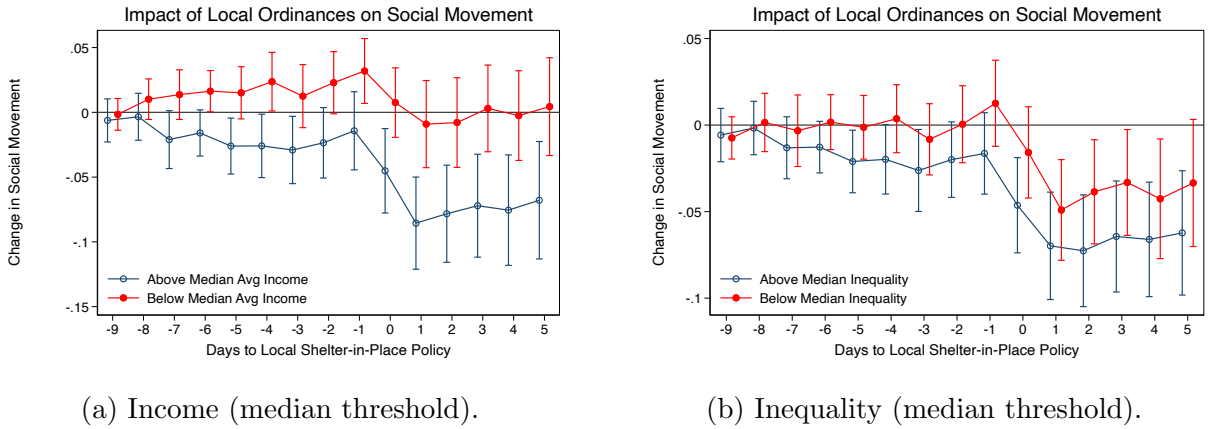 Impact of Local Ordinances on Social Movement
Change in Social Movement
.05
0
-.05
-.1
-.15
Above Median Avg Income
Below Median Avg Income
-9 -8 -7 -6 -5 -4 -3 -2 -1 0 1 2 3 4 5
Days to Local Shelter-in-Place Policy
(a) Income (median threshold).
Impact of Local Ordinances on Social Movement
Change in Social Movement
.05
0
-.05
-.1
Above Median Inequality
Below Median Inequality
-9 -8 -7 -6 -5 -4 -3 -2 -1 0 1 2 3 4 5
Days to Local Shelter-in-Place Policy
(b) Inequality (median threshold).